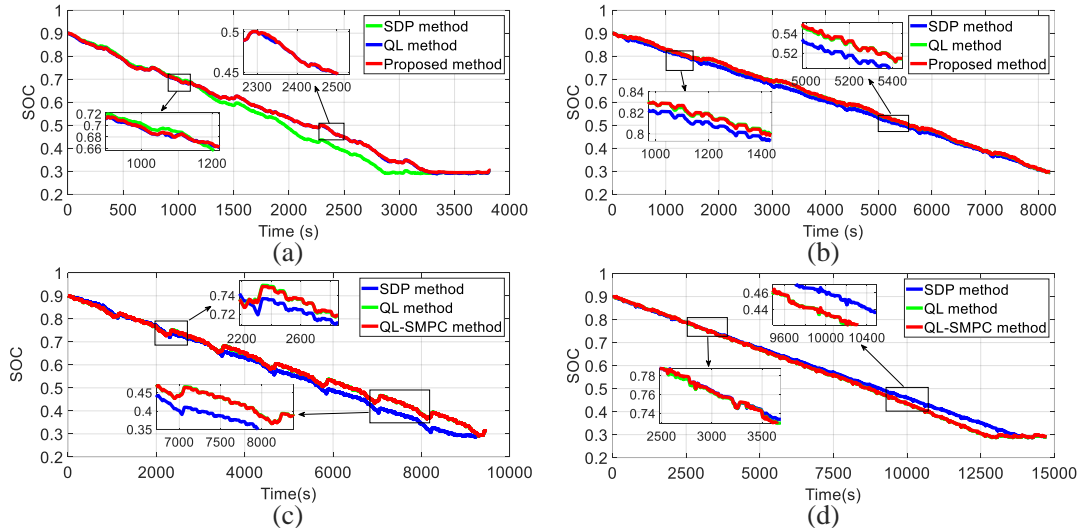 SDP method
QL method
Proposed method
SOC
1
0.9
0.8
0.7
0.6
0.5
0.4
0.3
0.2
0.5
0.45
2300 2400 2500
0.72
0.7
0.68
0.66
1000 1200
0 500 1000 1500 2000 2500 3000 3500 4000
Time (s)
(a)
SDP method
QL method
Proposed method
SOC
1
0.9
0.8
0.7
0.6
0.5
0.4
0.3
0.2
0.54
0.52
5000 5200 5400
0.84
0.82
0.8
1000 1200 1400
0 1000 2000 3000 4000 5000 6000 7000 8000
Time (s)
(b)
SDP method
QL method
QL-SMPC method
SOC
1
0.9
0.8
0.7
0.6
0.5
0.4
0.3
0.2
0.74
0.72
2200 2400 2600
0.45
0.4
0.35
7000 7500 8000
0 2000 4000 6000 8000 10000
Time(s)
(c)
SDP method
QL method
QL-SMPC method
SOC
1
0.9
0.8
0.7
0.6
0.5
0.4
0.3
0.2
0.46
0.44
9600 10000 10400
0.78
0.76
0.74
2500 3000 3500
0 2500 5000 7500 10000 12500 15000
Time(s)
(d)